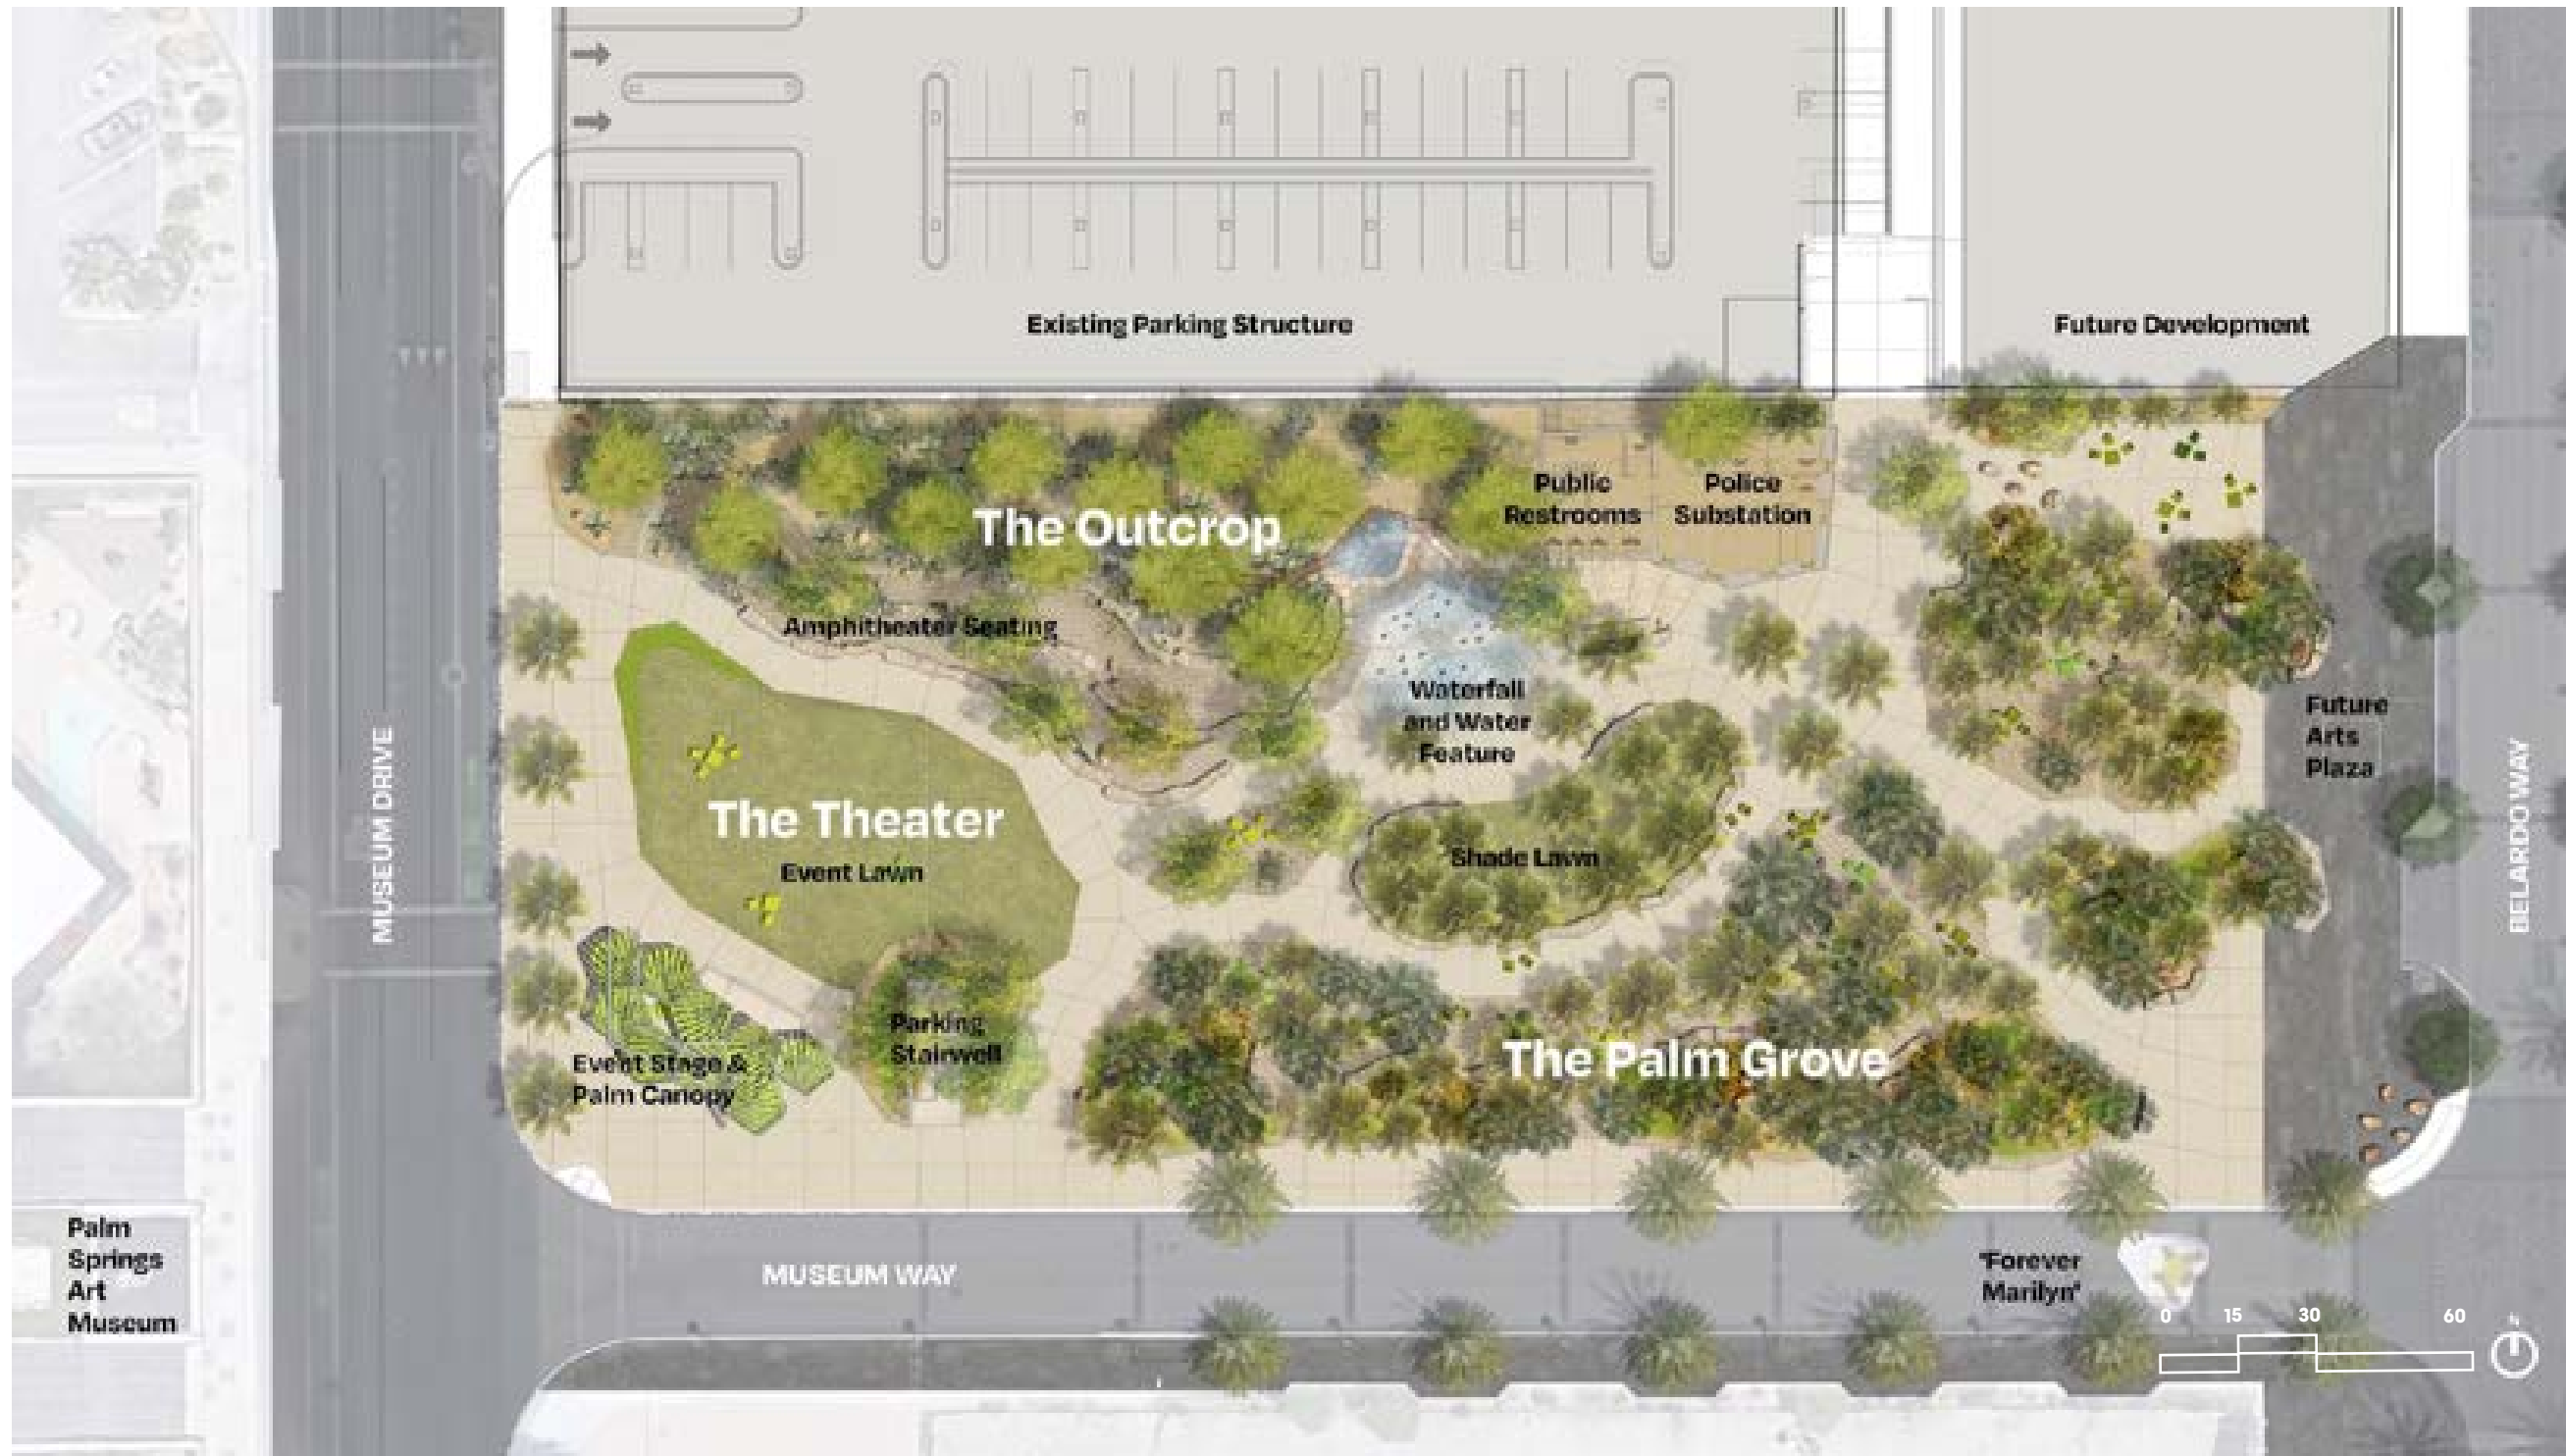 Existing Parking Structure
Future Development
Public
Restrooms
Police
Substation
The Outcrop
Amphitheater Seating
Waterfall
and Water
Feature
Future
Arts
Plaza
MUSEUM DRIVE
BELARDO WAY
The Theater
Event Lawn
Shade Lawn
Parking
Stairwell
Event Stage &
Palm Canopy
The Palm Grove
Palm
Springs
Art
Museum
MUSEUM WAY
"Forever
Marilyn"
0 15 30 60
N